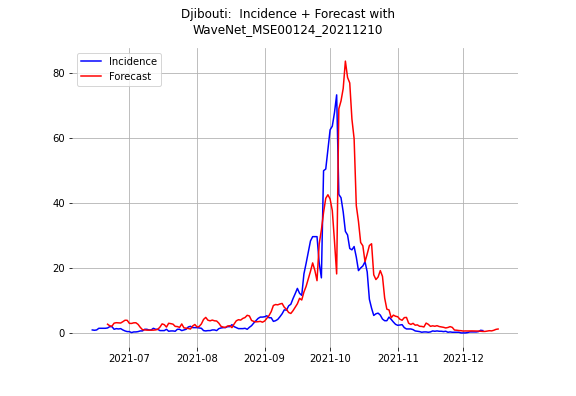 Djibouti:  Incidence + Forecast with
WaveNet_MSE00124_20211210
Incidence
Forecast
80
60
40
20
0
2021-07 2021-08 2021-09 2021-10 2021-11 2021-12